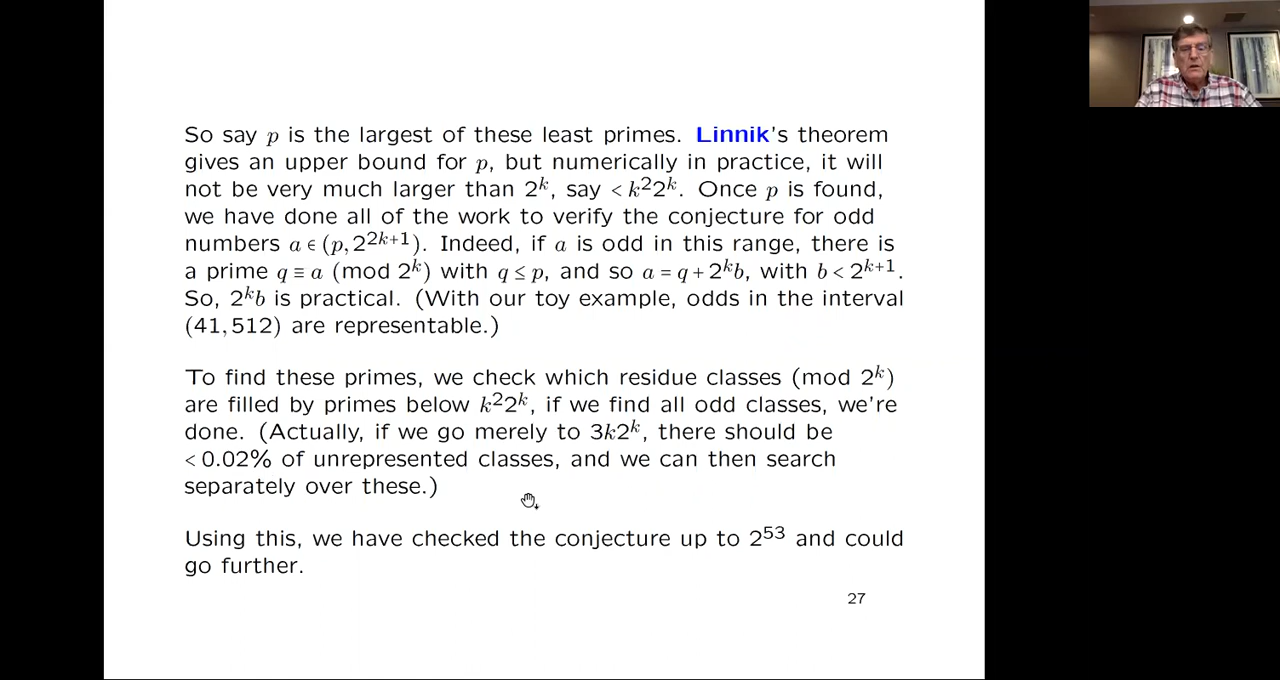 So say p is the largest of these least primes. Linnik's theorem
gives an upper bound for p, but numerically in practice, it will
not be very much larger than 2^k, say < k^2 2^k. Once p is found,
we have done all of the work to verify the conjecture for odd
numbers a ∈ (p, 2^{2k+1}). Indeed, if a is odd in this range, there is
a prime q ≡ a (mod 2^k) with q ≤ p, and so a = q + 2^k b, with b < 2^{k+1}.
So, 2^k b is practical. (With our toy example, odds in the interval
(41, 512) are representable.)
To find these primes, we check which residue classes (mod 2^k)
are filled by primes below k^2 2^k, if we find all odd classes, we're
done. (Actually, if we go merely to 3k2^k, there should be
< 0.02% of unrepresented classes, and we can then search
separately over these.)
Using this, we have checked the conjecture up to 2^{53} and could
go further.
27